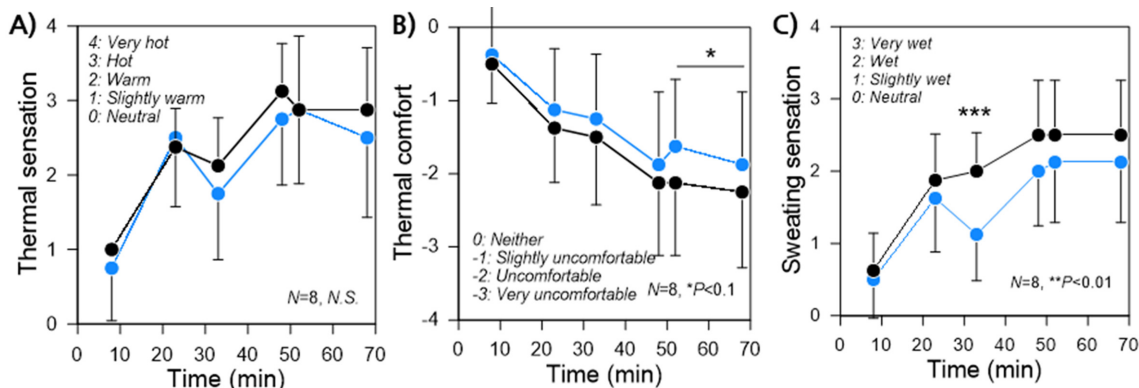 A)
Thermal sensation
4
3
2
1
0
4: Very hot
3: Hot
2: Warm
1: Slightly warm
0: Neutral
N=8, N.S.
0 10 20 30 40 50 60 70
Time (min)
B)
Thermal comfort
-0
-1
-2
-3
-4
*
0: Neither
-1: Slightly uncomfortable
-2: Uncomfortable
-3: Very uncomfortable
N=8, *P<0.1
0 10 20 30 40 50 60 70
Time (min)
C)
Sweating sensation
4
3
2
1
0
3: Very wet
2: Wet
1: Slightly wet
0: Neutral
***
N=8, **P<0.01
0 10 20 30 40 50 60 70
Time (min)